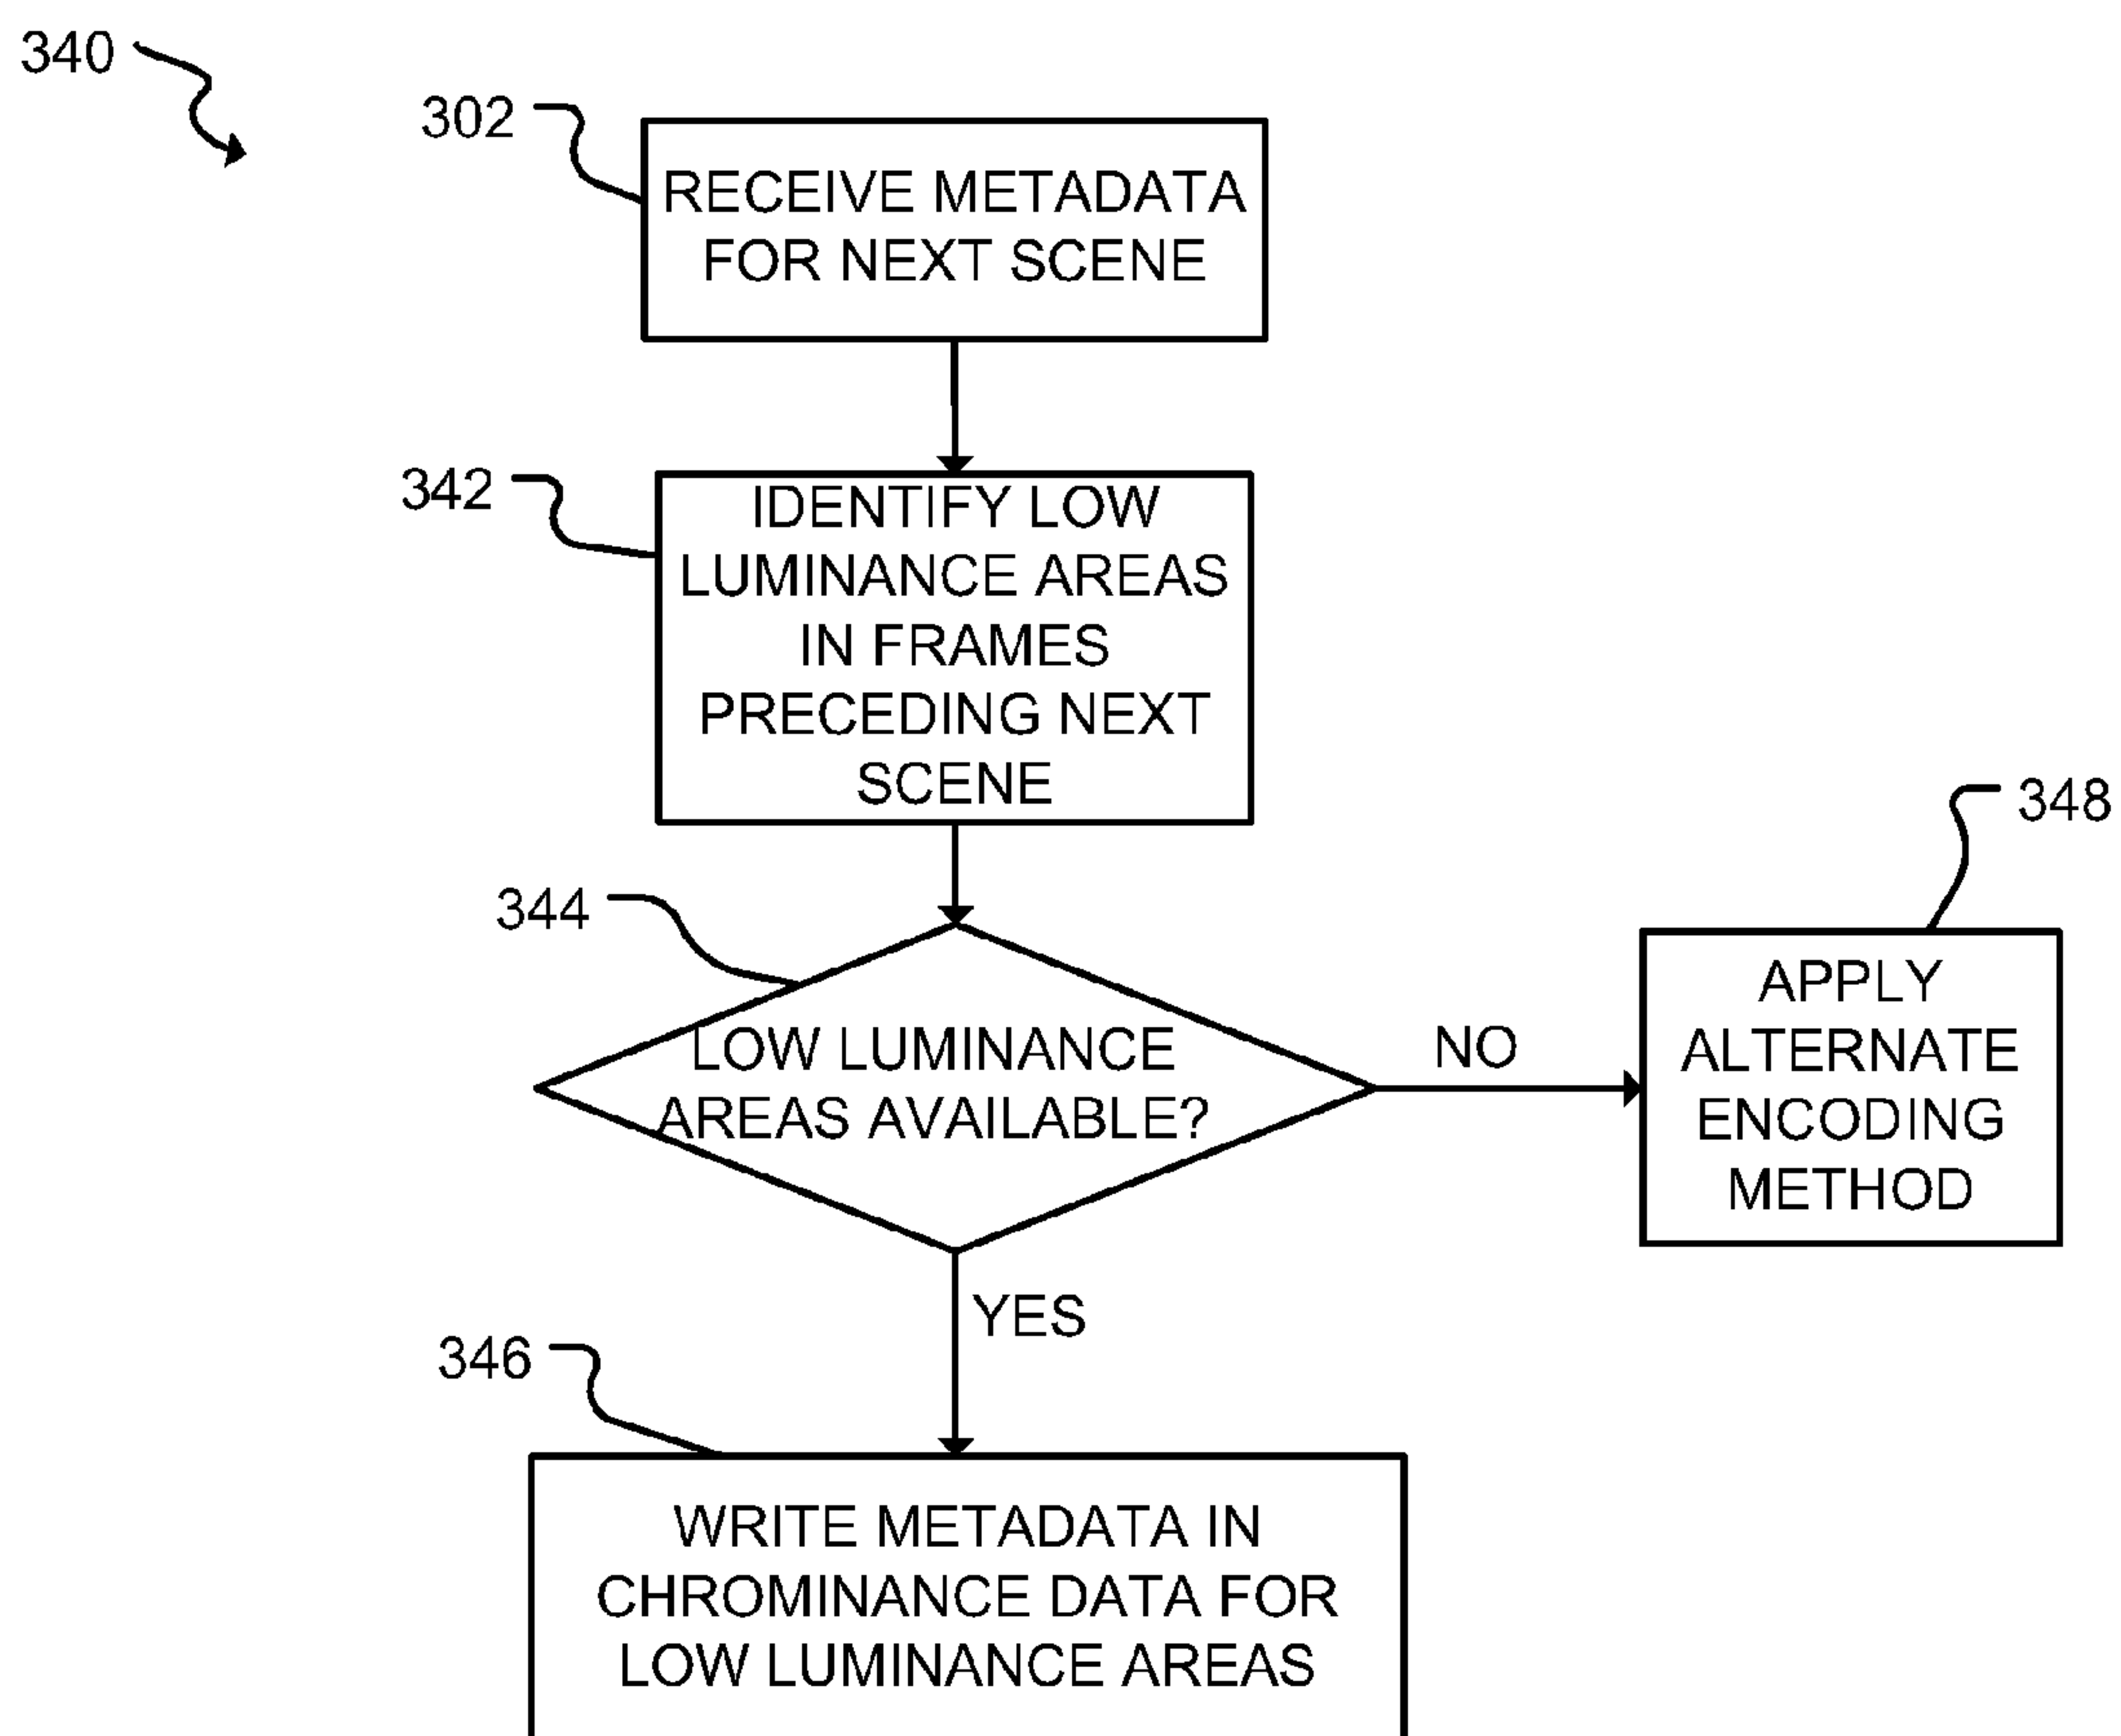 340
302
RECEIVE METADATA
FOR NEXT SCENE
342
IDENTIFY LOW
LUMINANCE AREAS
IN FRAMES
PRECEDING NEXT
SCENE
348
344
LOW LUMINANCE
AREAS AVAILABLE?
NO
APPLY
ALTERNATE
ENCODING
METHOD
YES
346
WRITE METADATA IN
CHROMINANCE DATA FOR
LOW LUMINANCE AREAS